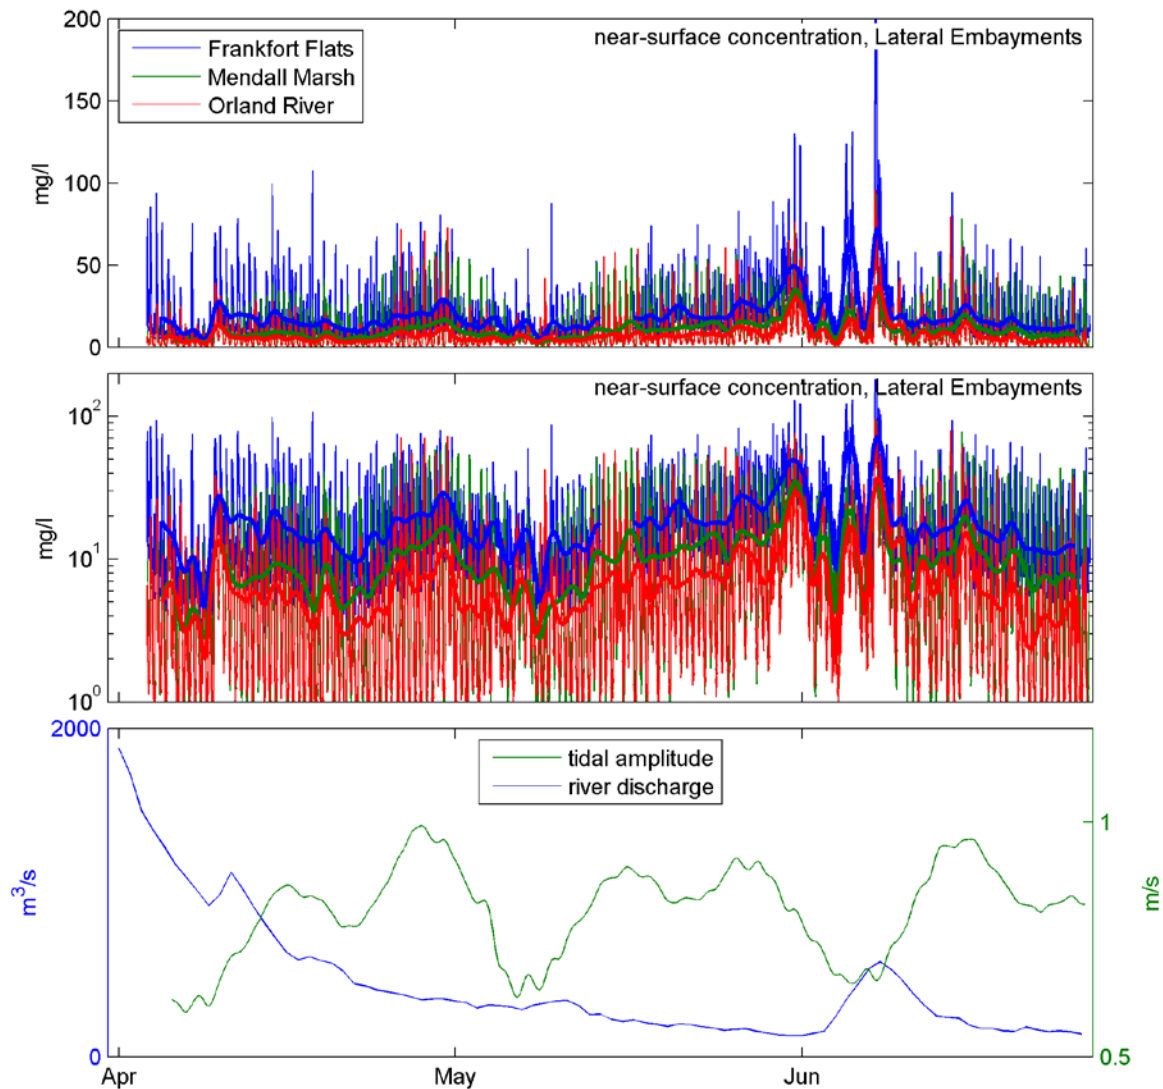 near-surface concentration, Lateral Embayments
Frankfort Flats
Mendall Marsh
Orland River
200
150
100
50
0
mg/l
near-surface concentration, Lateral Embayments
10²
10¹
10⁰
mg/l
tidal amplitude
river discharge
2000
0
m³/s
1
0.5
m/s
Apr
May
Jun